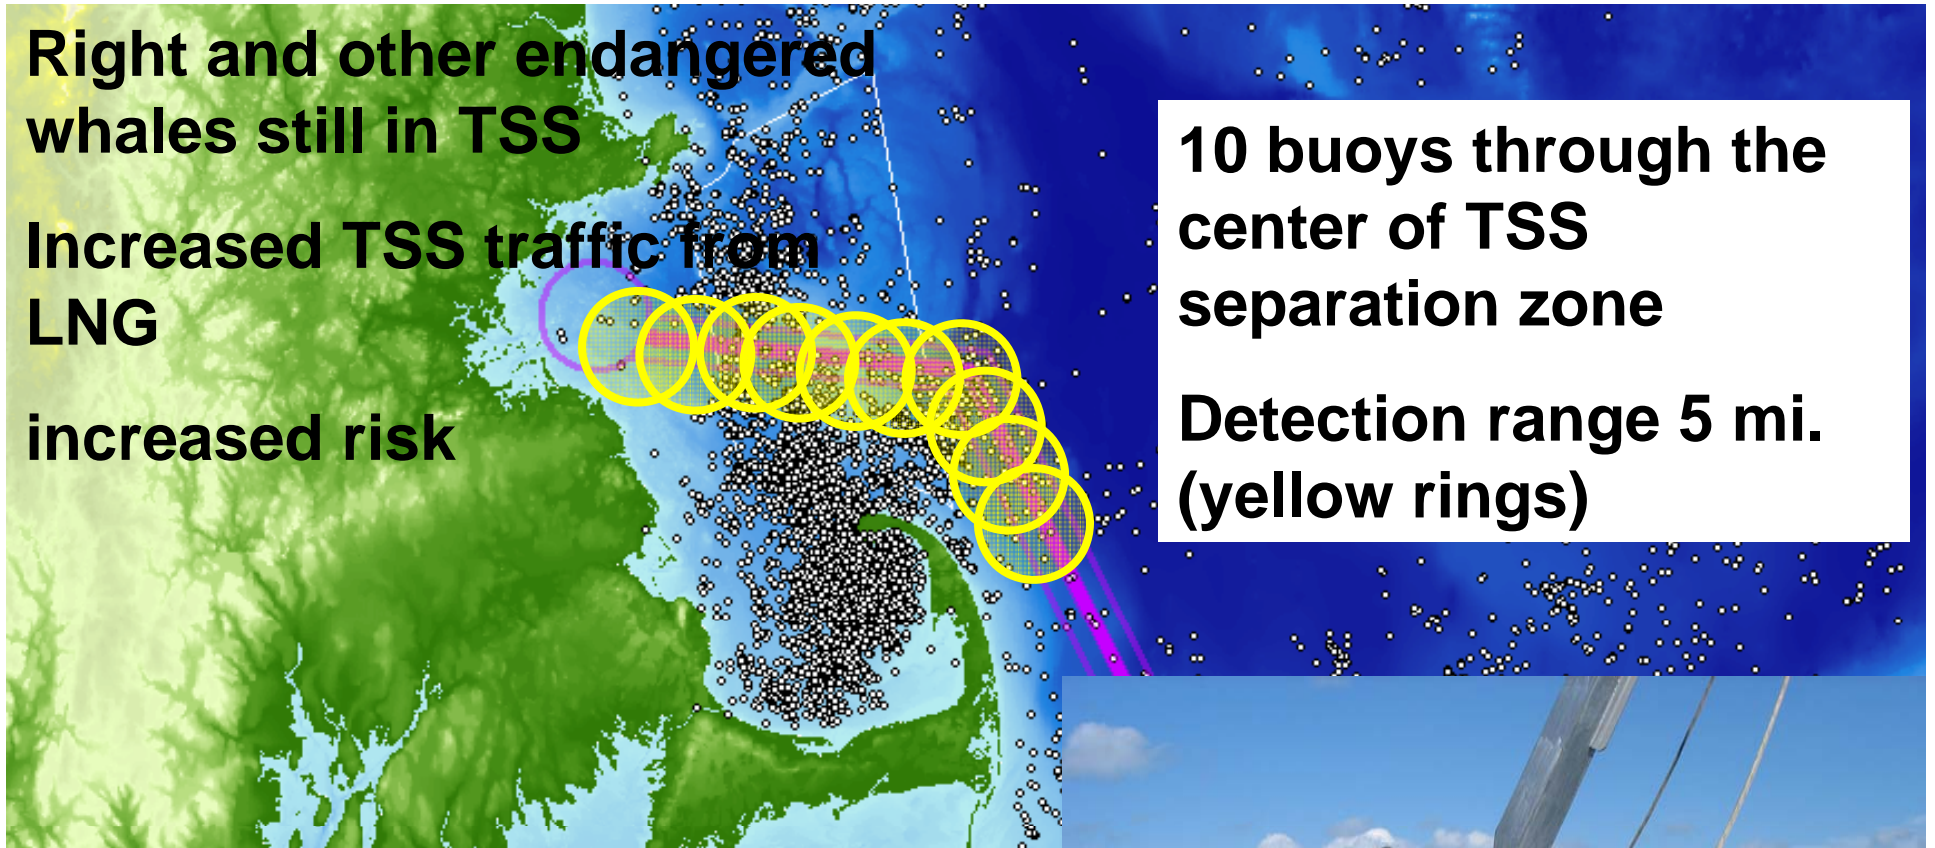 Right and other endangered
whales still in TSS
Increased TSS traffic from
LNG
increased risk
10 buoys through the
center of TSS
separation zone
Detection range 5 mi.
(yellow rings)